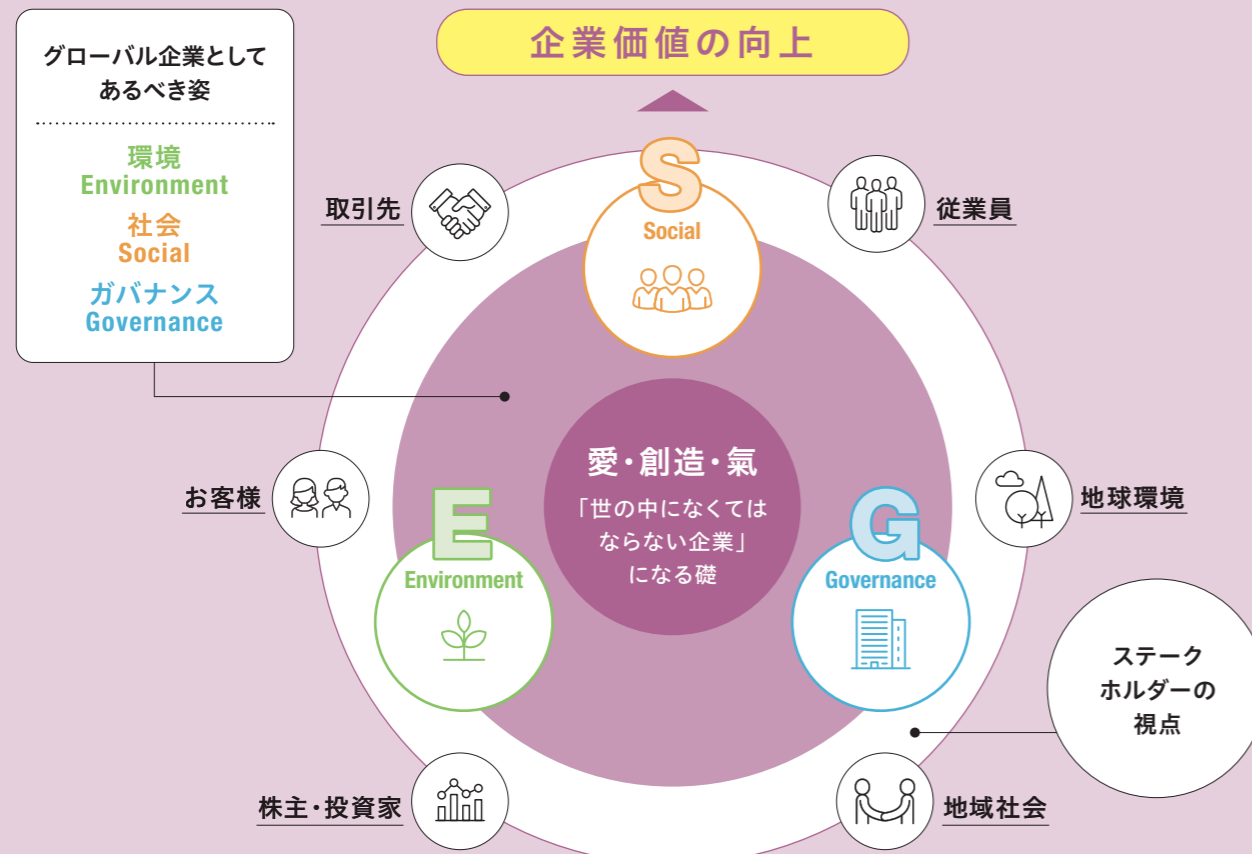 グローバル企業として
あるべき姿
環境
Environment
社会
Social
ガバナンス
Governance
企業価値の向上
S
Social
取引先
従業員
愛・創造・氣
「世の中になくては
ならない企業」
になる礎
お客様
地球環境
E
Environment
G
Governance
ステーク
ホルダーの
視点
株主・投資家
地域社会